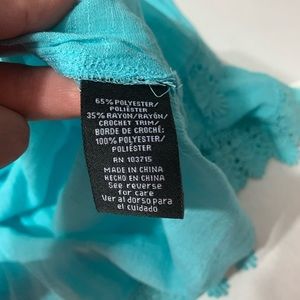 65% POLYESTER/
POLIÉSTER
35% RAYON/RAYÓN/
CROCHET TRIM/
BORDE DE CROCHÉ:
100% POLYESTER/
POLIÉSTER
RN 103715
MADE IN CHINA
HECHO EN CHINA
See reverse
for care
Ver al dorso para
el cuidado